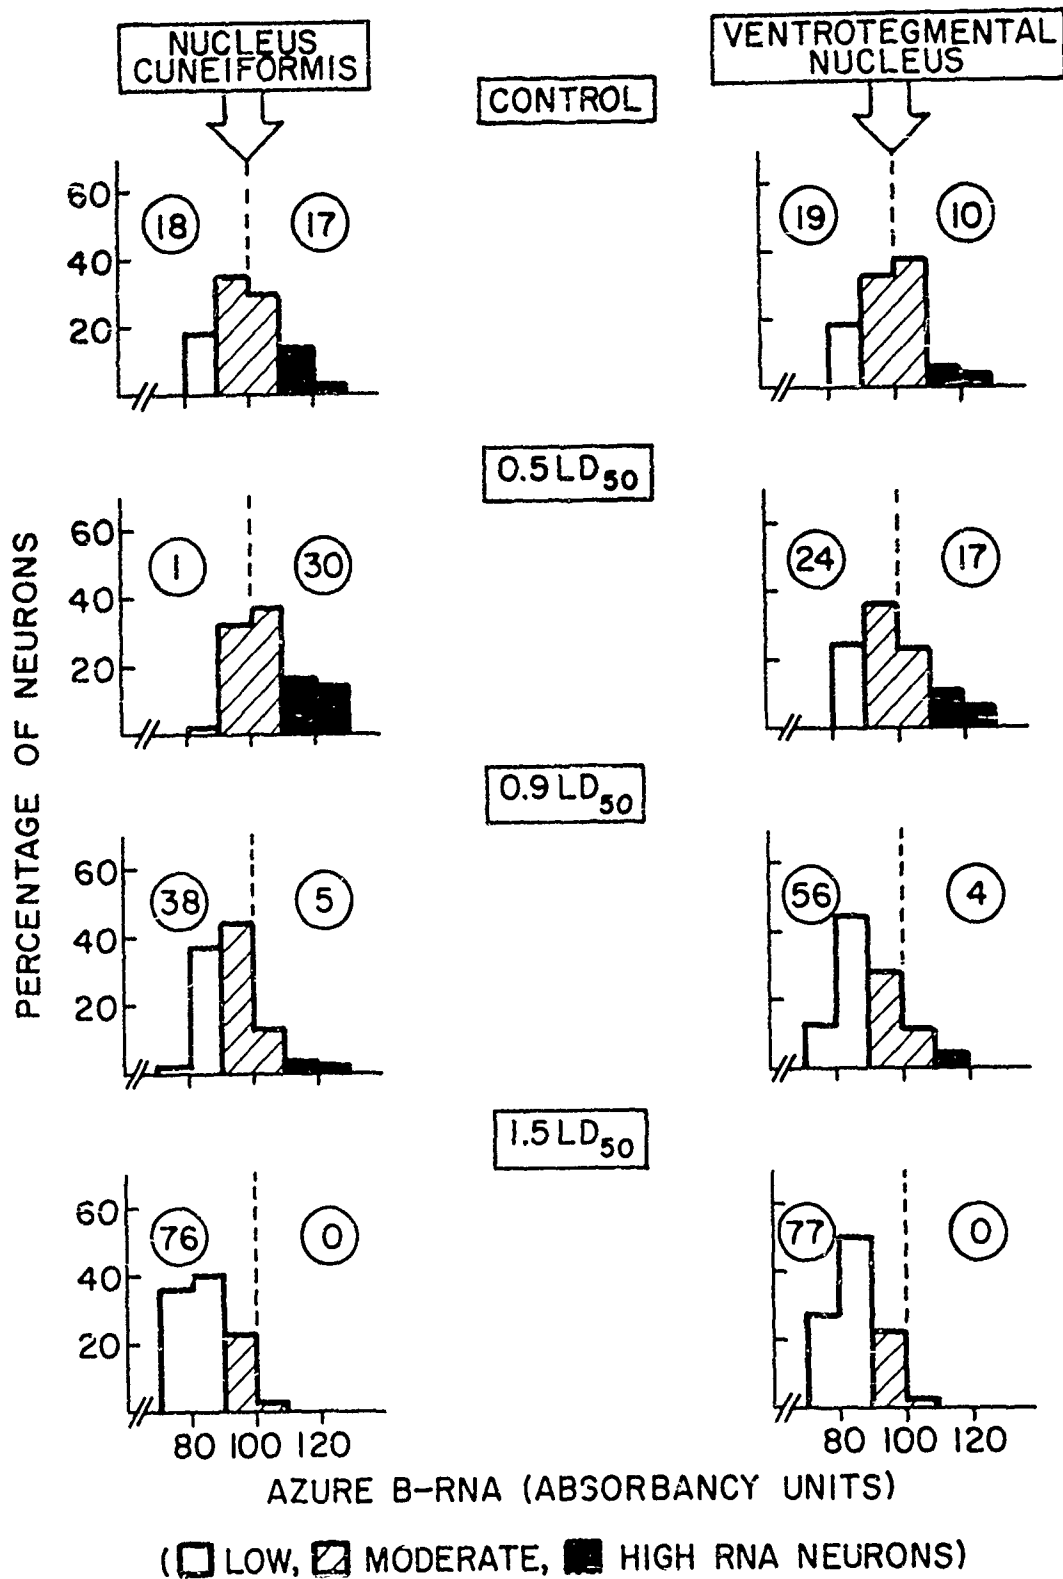 NUCLEUS
CUNEIFORMIS
VENTROTEGMENTAL
NUCLEUS
CONTROL
60
40
20
18
17
19
10
0.5 LD50
60
40
20
1
30
24
17
0.9 LD50
60
40
20
38
5
56
4
1.5 LD50
60
40
20
76
0
77
0
80 100 120
80 100 120
PERCENTAGE OF NEURONS
AZURE B-RNA (ABSORBANCY UNITS)
( LOW, MODERATE, HIGH RNA NEURONS)